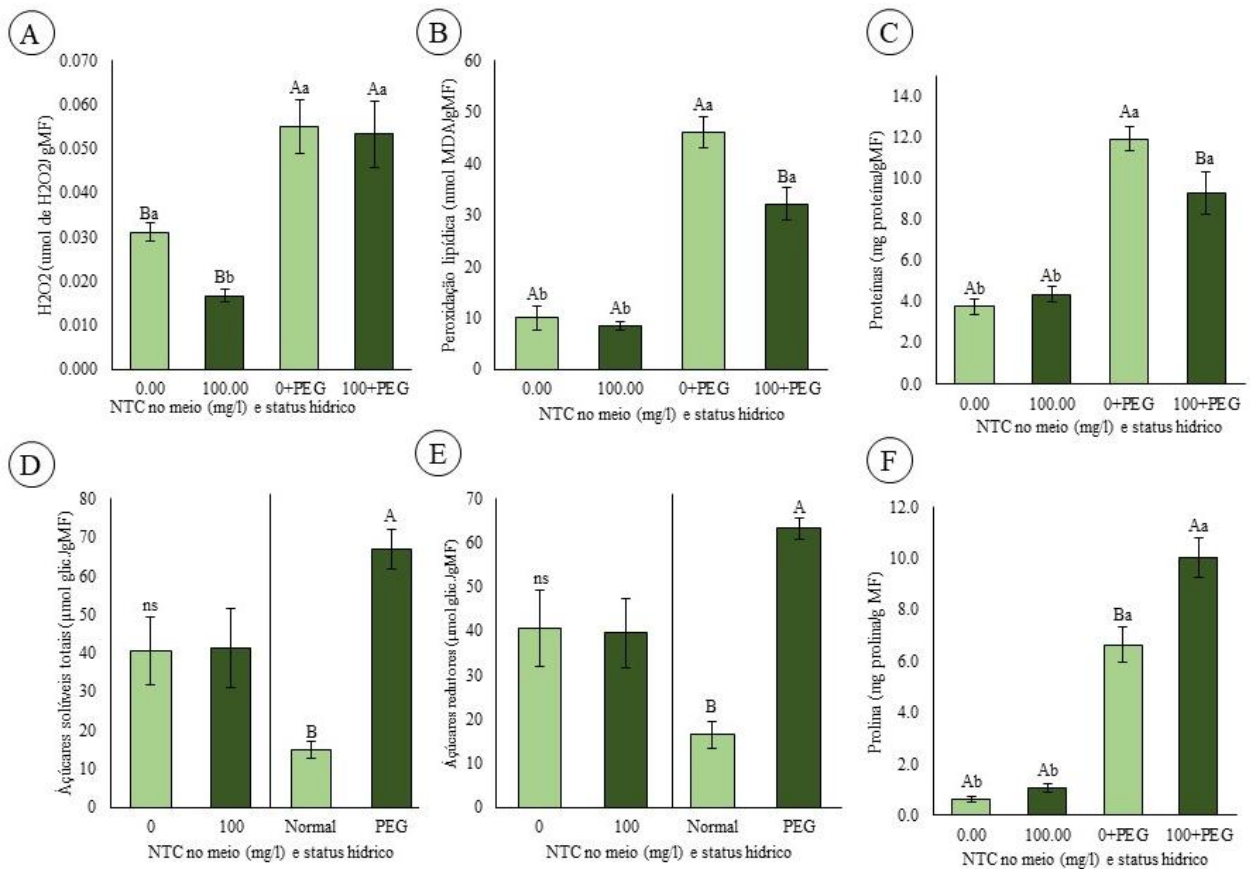 A
0.070
0.060
0.050
0.040
0.030
0.020
0.010
0.000
H2O2 (umol de H2O2/ gMF)
Ba
Bb
Aa
Aa
0.00
100.00
0+PEG
100+PEG
NTC no meio (mg/l) e status hídrico
B
60
50
40
30
20
10
0
Peroxidação lipídica (nmol MDA/gMF)
Ab
Ab
Aa
Ba
0.00
100.00
0+PEG
100+PEG
NTC no meio (mg/l) e status hídrico
C
14.0
12.0
10.0
8.0
6.0
4.0
2.0
0.0
Proteínas (mg proteína/gMF)
Ab
Ab
Aa
Ba
0.00
100.00
0+PEG
100+PEG
NTC no meio (mg/l) e status hídrico
D
80
70
60
50
40
30
20
10
0
Açúcares solúveis totais (µmol glic./gMF)
ns
B
A
0
100
Normal
PEG
NTC no meio (mg/l) e status hídrico
E
70
60
50
40
30
20
10
0
Açúcares redutores (µmol glic./gMF)
ns
B
A
0
100
Normal
PEG
NTC no meio (mg/l) e status hídrico
F
12.0
10.0
8.0
6.0
4.0
2.0
0.0
Prolina (mg prolina/g MF)
Ab
Ab
Ba
Aa
0.00
100.00
0+PEG
100+PEG
NTC no meio (mg/l) e status hídrico